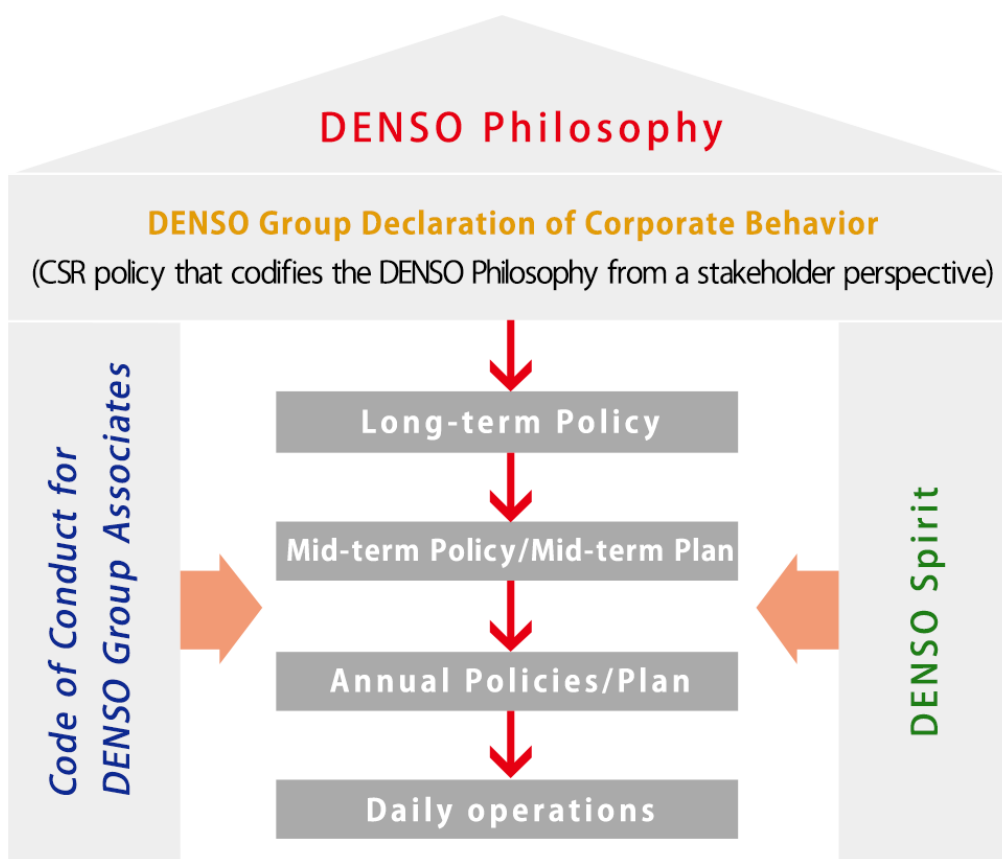 DENSO Philosophy
DENSO Group Declaration of Corporate Behavior
(CSR policy that codifies the DENSO Philosophy from a stakeholder perspective)
Code of Conduct for
DENSO Group Associates
Long-term Policy
Mid-term Policy/Mid-term Plan
Annual Policies/Plan
Daily operations
DENSO Spirit